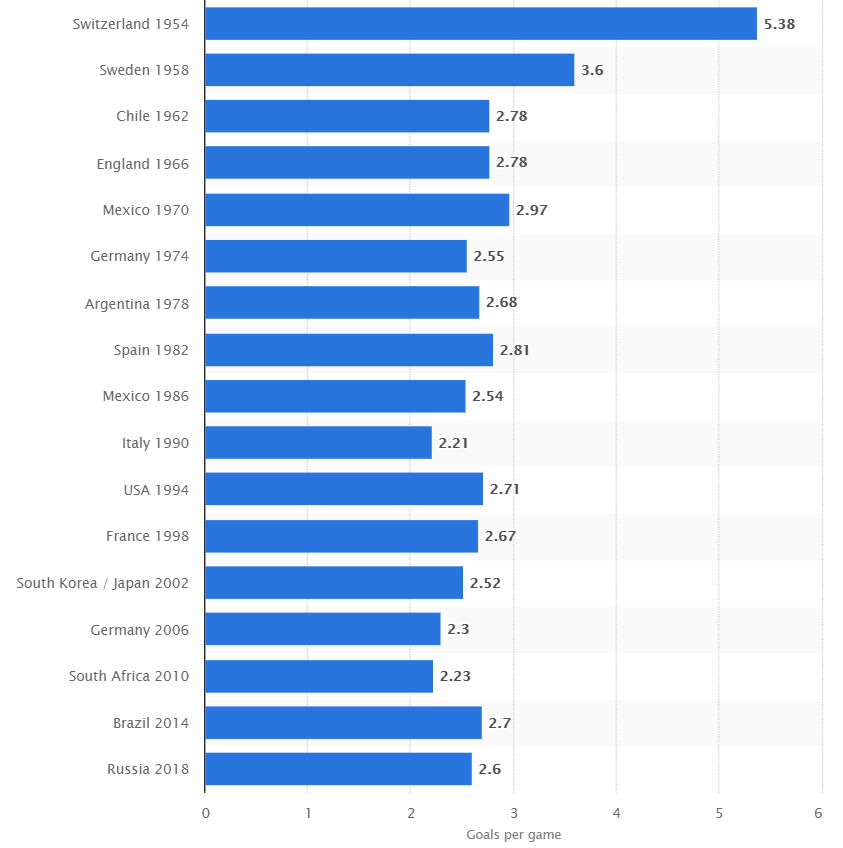 Switzerland 1954 5.38
Sweden 1958 3.6
Chile 1962 2.78
England 1966 2.78
Mexico 1970 2.97
Germany 1974 2.55
Argentina 1978 2.68
Spain 1982 2.81
Mexico 1986 2.54
Italy 1990 2.21
USA 1994 2.71
France 1998 2.67
South Korea / Japan 2002 2.52
Germany 2006 2.3
South Africa 2010 2.23
Brazil 2014 2.7
Russia 2018 2.6
0 1 2 3 4 5 6
Goals per game